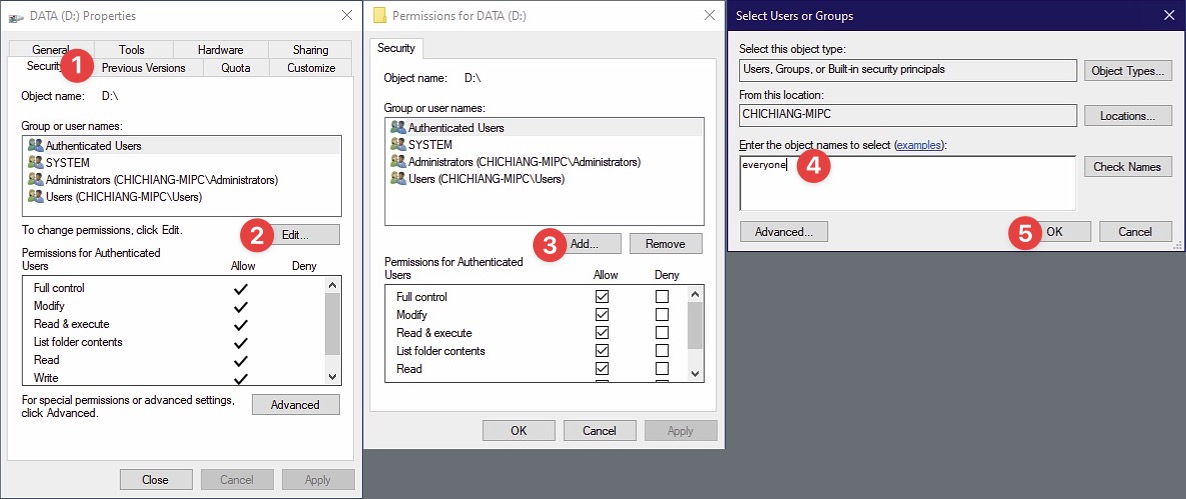 DATA (D:) Properties
General
Tools
Hardware
Sharing
Security
1
Previous Versions
Quota
Customize
Object name: D:\
Group or user names:
Authenticated Users
SYSTEM
Administrators (CHICHIANG-MIPC\Administrators)
Users (CHICHIANG-MIPC\Users)
To change permissions, click Edit.
2
Edit...
Permissions for Authenticated
Users
Allow
Deny
Full control
Modify
Read & execute
List folder contents
Read
Write
For special permissions or advanced settings,
click Advanced.
Advanced
Close
Cancel
Apply
Permissions for DATA (D:)
Security
Object name: D:\
Group or user names:
Authenticated Users
SYSTEM
Administrators (CHICHIANG-MIPC\Administrators)
Users (CHICHIANG-MIPC\Users)
3
Add...
Remove
Permissions for Authenticated
Users
Allow
Deny
Full control
Modify
Read & execute
List folder contents
Read
OK
Cancel
Apply
Select Users or Groups
Select this object type:
Users, Groups, or Built-in security principals
Object Types...
From this location:
CHICHIANG-MIPC
Locations...
Enter the object names to select (examples):
everyone
4
Check Names
Advanced...
5
OK
Cancel